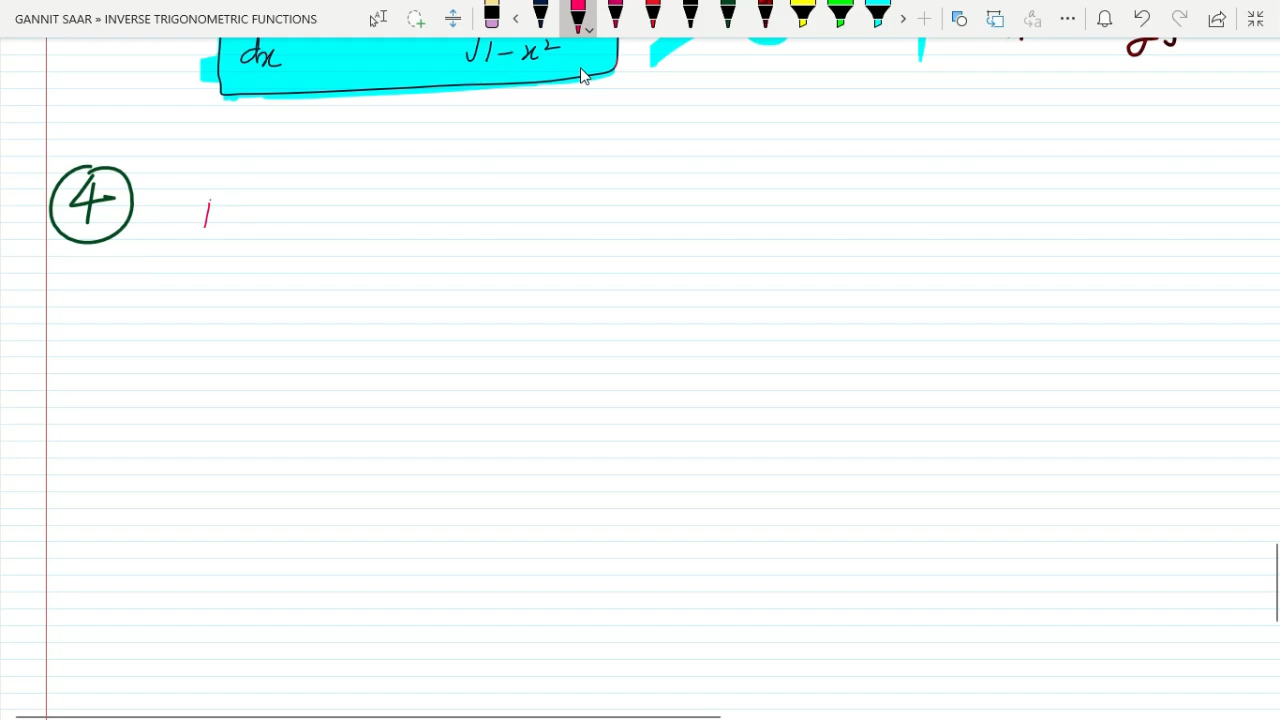 GANNIT SAAR » INVERSE TRIGONOMETRIC FUNCTIONS
dx √1-x²
4